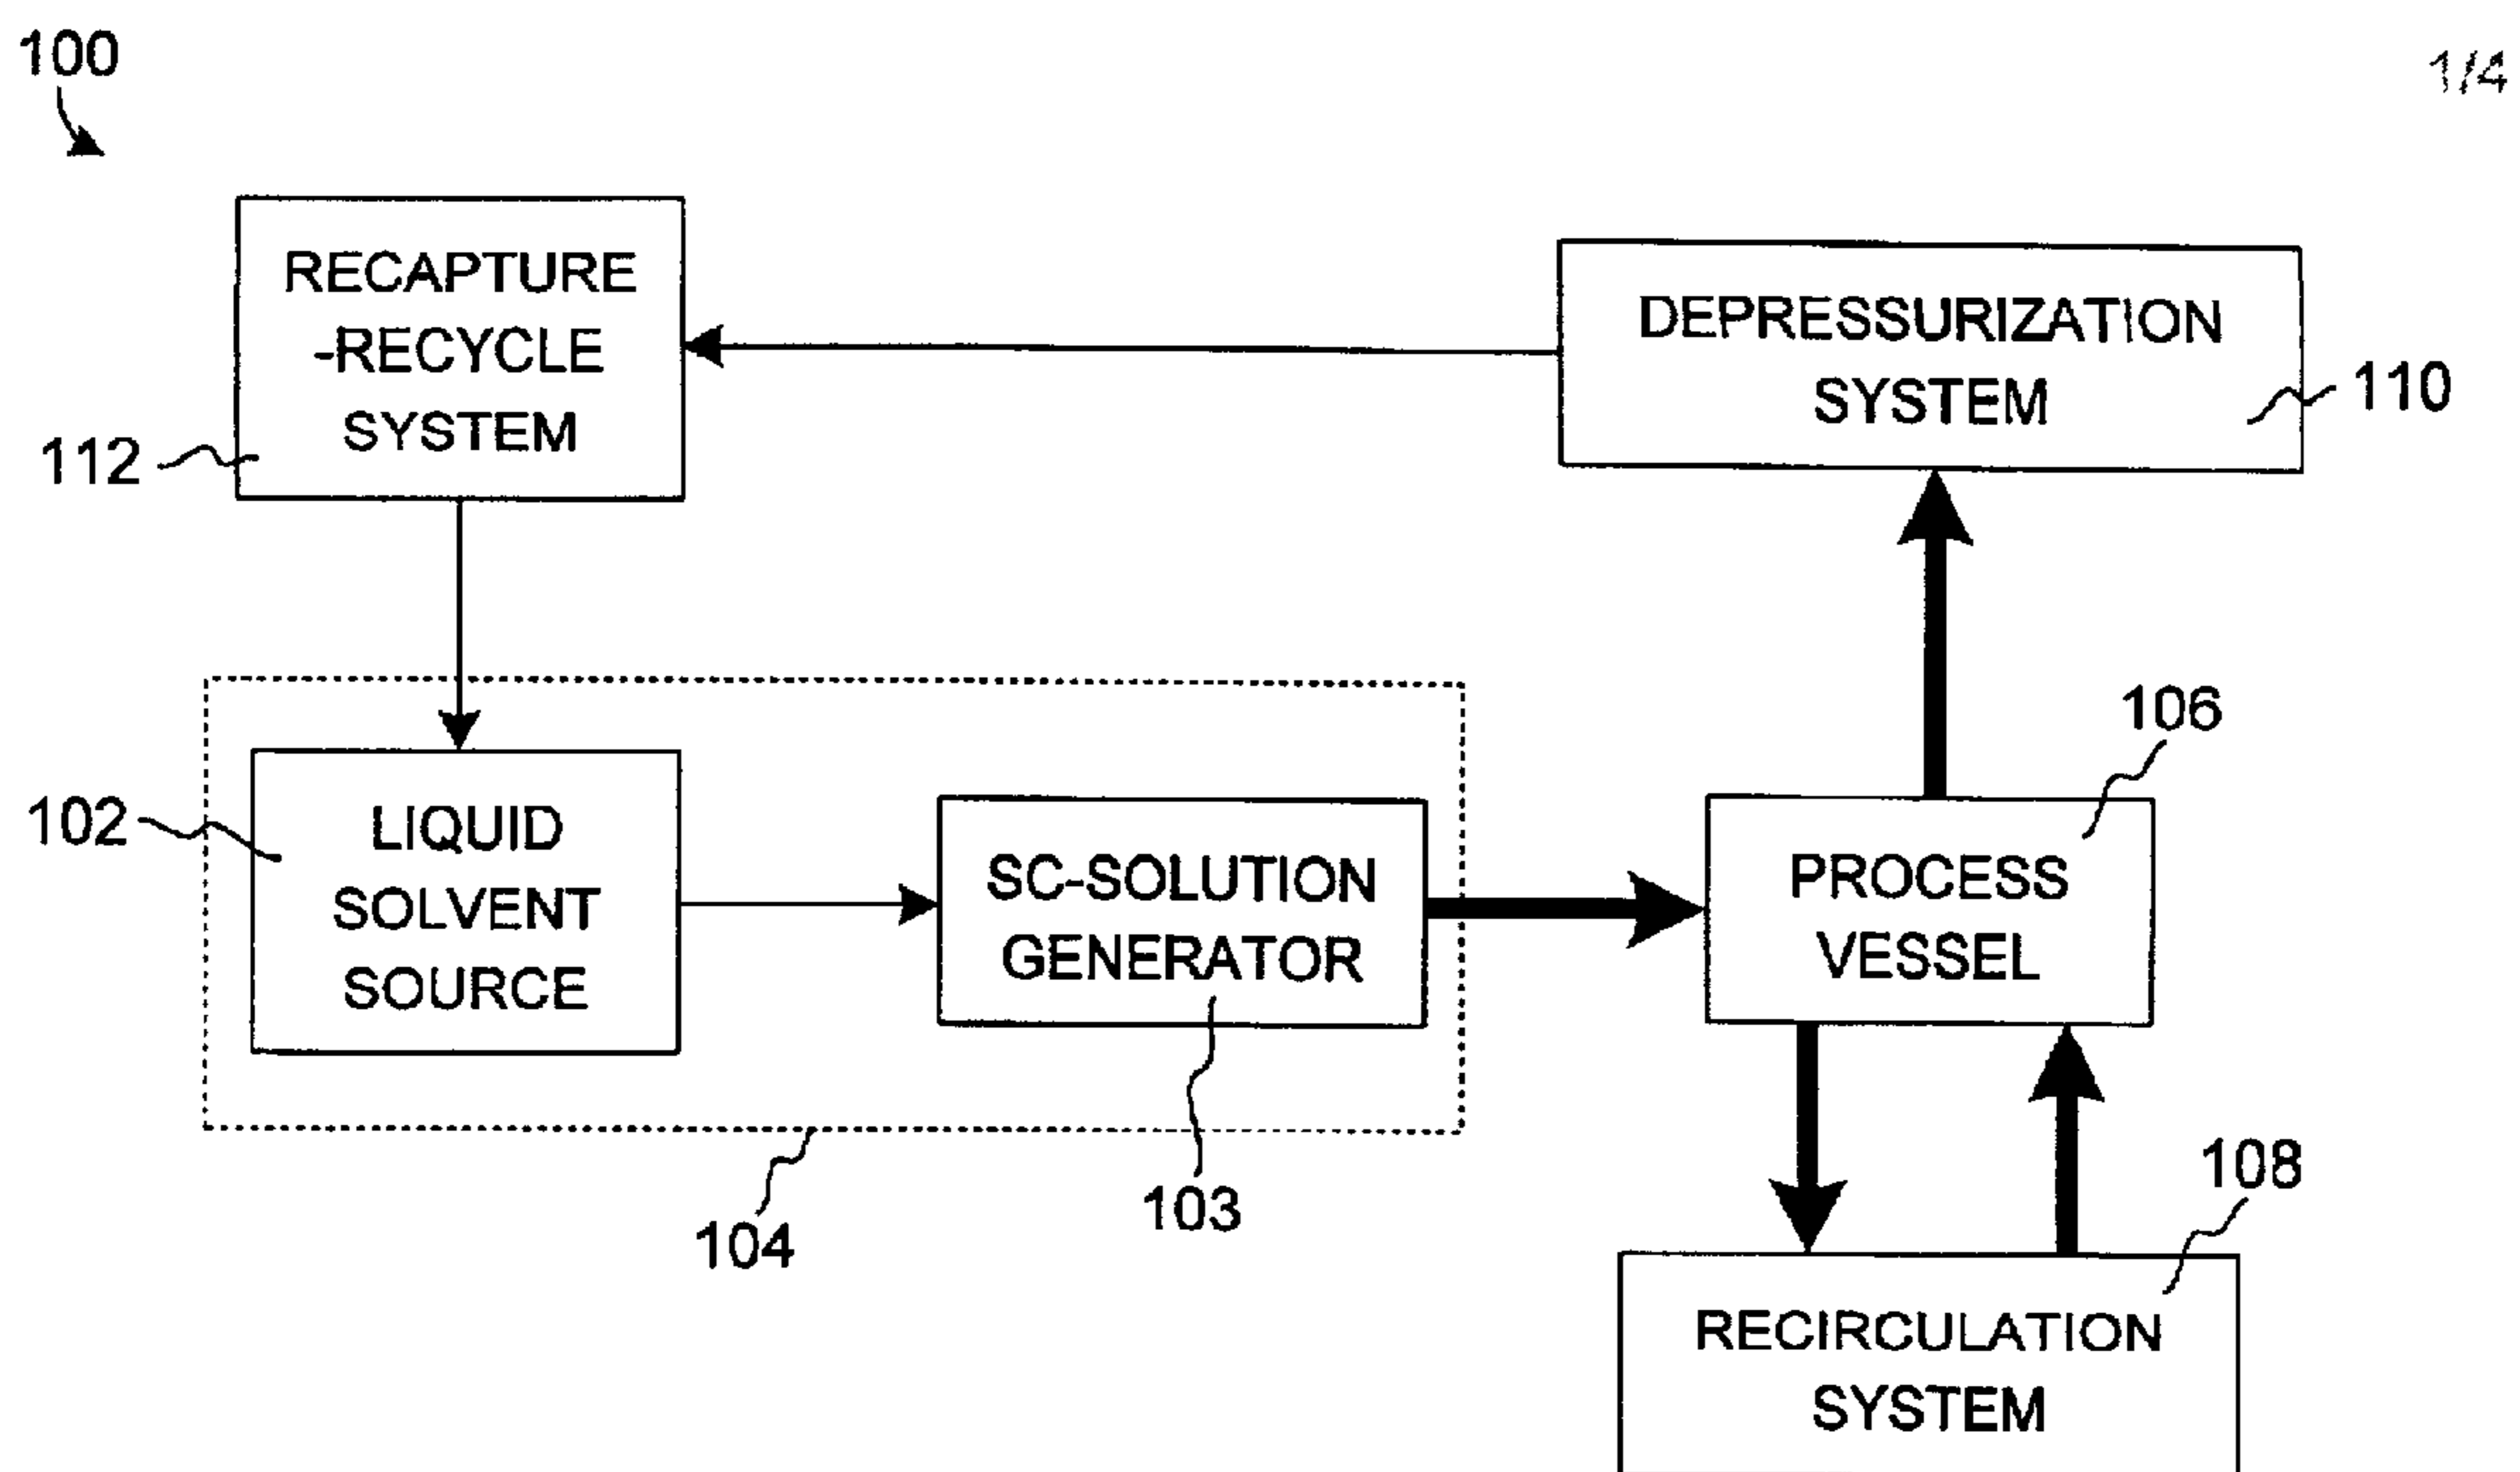 100
1/4
RECAPTURE
-RECYCLE
SYSTEM
112
DEPRESSURIZATION
SYSTEM
110
106
102
LIQUID
SOLVENT
SOURCE
SC-SOLUTION
GENERATOR
PROCESS
VESSEL
104
103
108
RECIRCULATION
SYSTEM